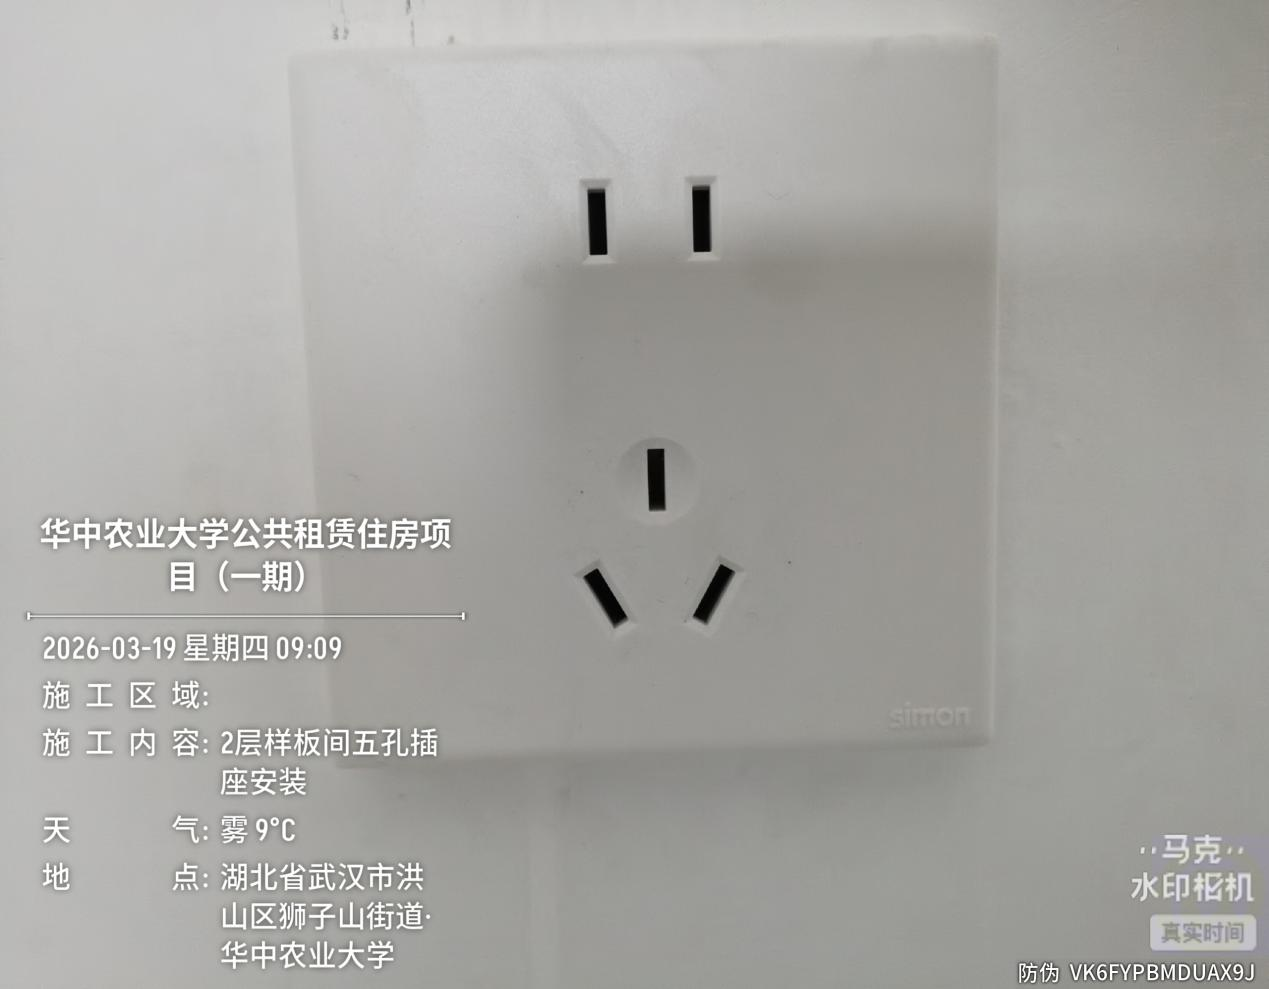 simon
华中农业大学公共租赁住房项
目（一期）
2026-03-19 星期四 09:09
施工区域:
施工内容: 2层样板间五孔插
座安装
天气: 雾 9°C
地点: 湖北省武汉市洪
山区狮子山街道·
华中农业大学
马克
水印相机
真实时间
防伪 VK6FYPBMDUAX9J